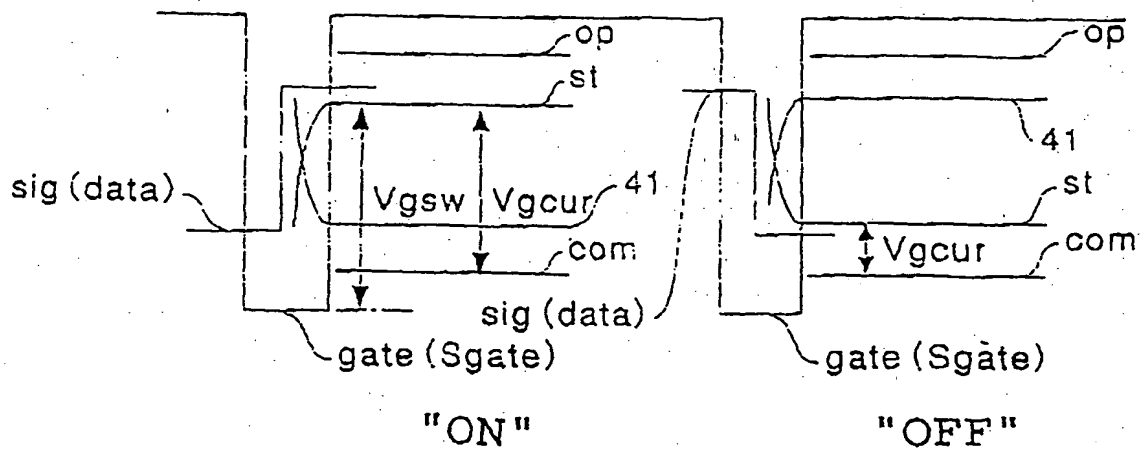 op
op
st
41
sig (data)
41
st
Vgsw
Vgcur
com
Vgcur
com
sig (data)
gate (Sgate)
gate (Sgate)
"ON"
"OFF"